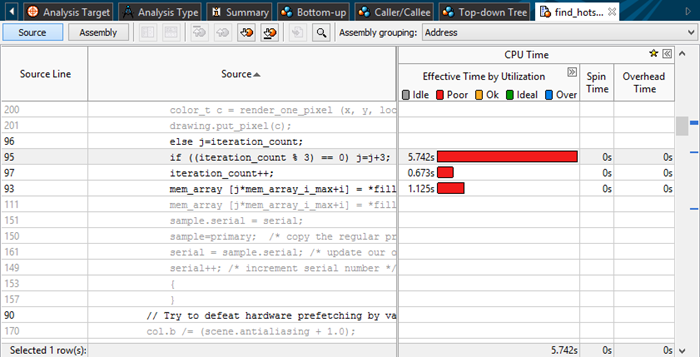 Analysis Target Analysis Type Summary Bottom-up Caller/Callee Top-down Tree find_hots...
Source Assembly Assembly grouping: Address
Source Line Source CPU Time
Effective Time by Utilization Spin Time Overhead Time
Idle Poor Ok Ideal Over
200 color_t c = render_one_pixel (x, y, loc
201 drawing.put_pixel(c);
96 else j=iteration_count;
95 if ((iteration_count % 3) == 0) j=j+3; 5.742s 0s 0s
97 iteration_count++; 0.673s 0s 0s
93 mem_array [j*mem_array_i_max+i] = *fill 1.125s 0s 0s
111 mem_array [j*mem_array_i_max+i] = *fill
151 sample.serial = serial;
150 sample=primary; /* copy the regular pr
161 serial = sample.serial; /* update our o
149 serial++; /* increment serial number */
153 {
157 }
90 // Try to defeat hardware prefetching by va
170 col.b /= (scene.antialiasing + 1.0);
Selected 1 row(s): 5.742s 0s 0s